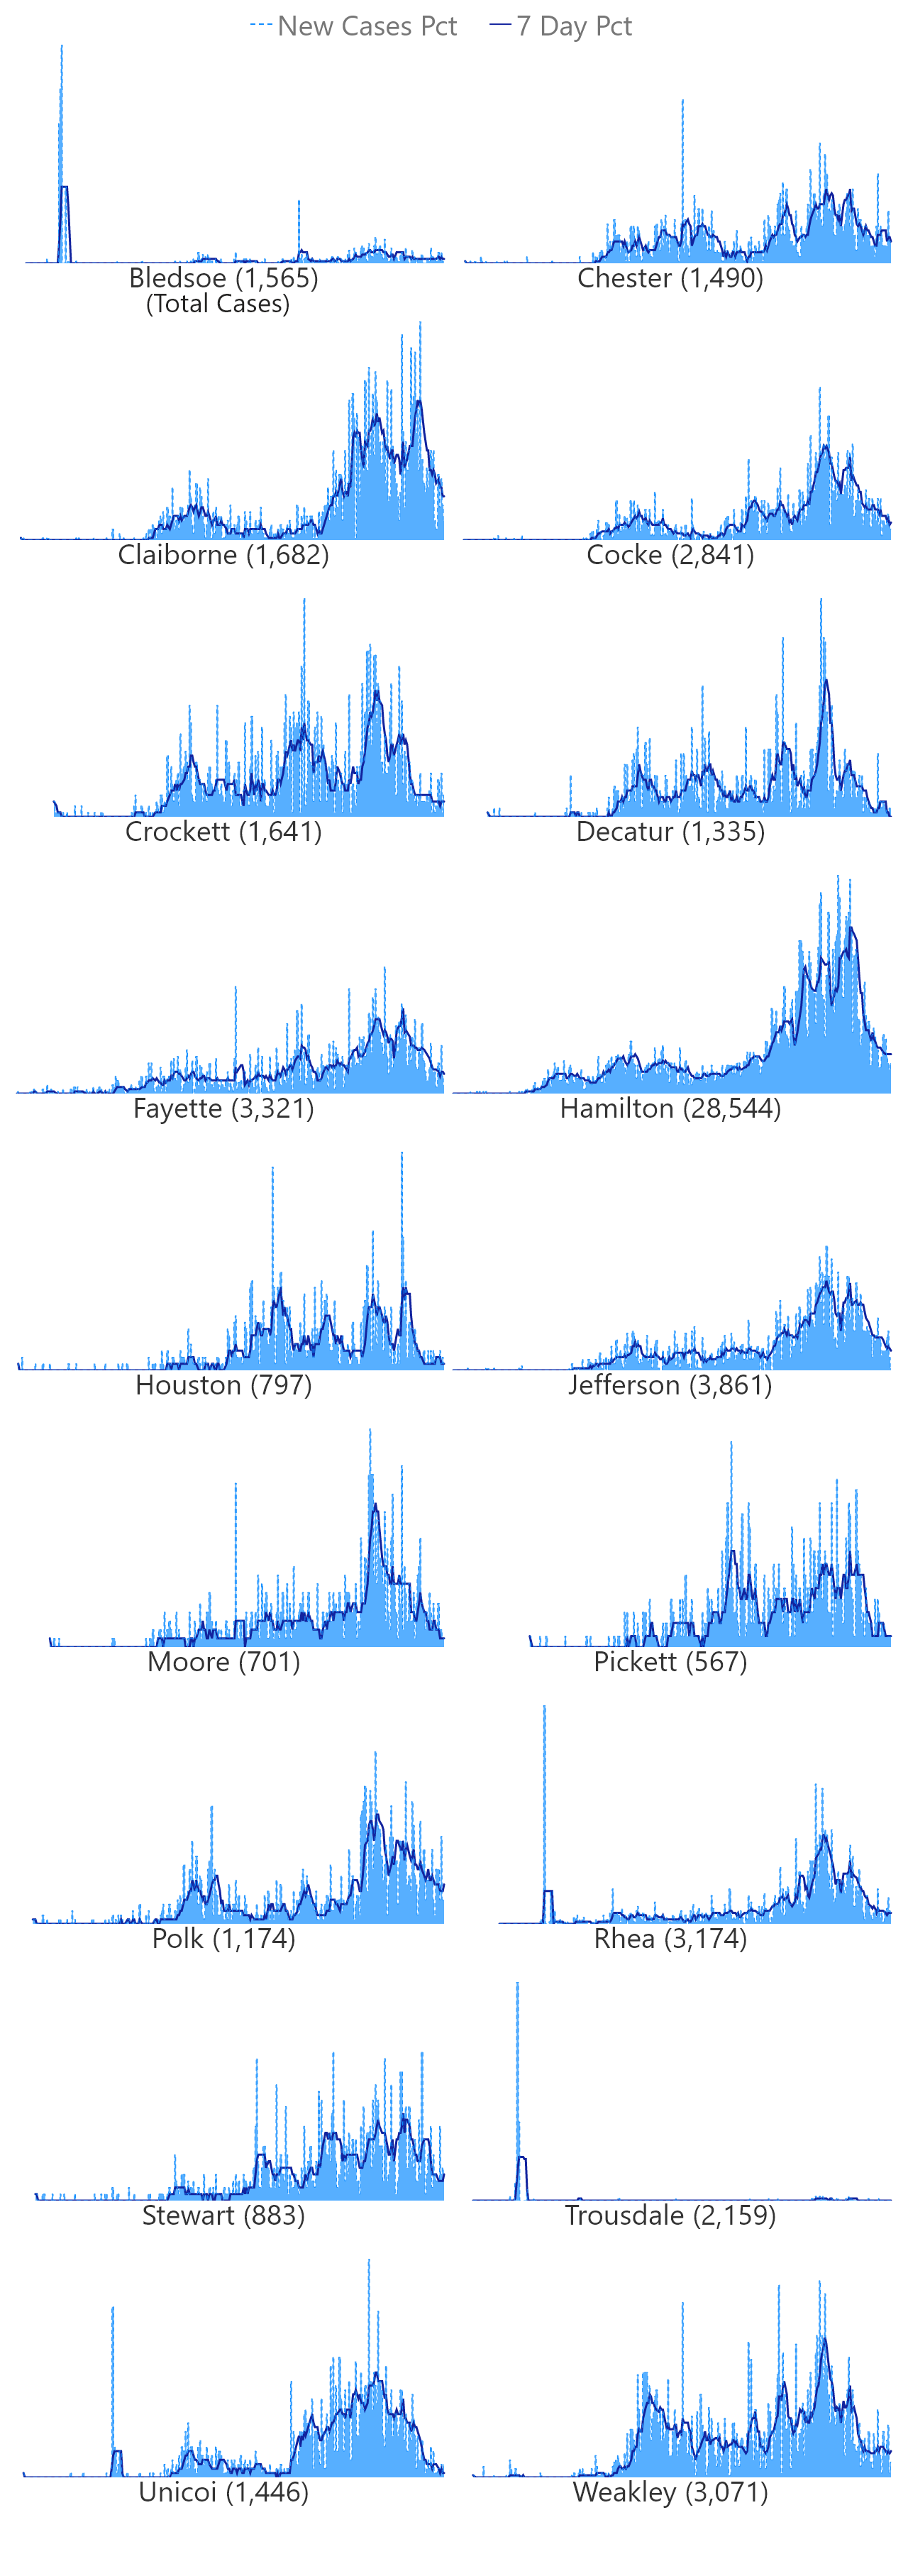 New Cases Pct 7 Day Pct
Bledsoe (1,565) Chester (1,490)
(Total Cases)
Claiborne (1,682) Cocke (2,841)
Crockett (1,641) Decatur (1,335)
Fayette (3,321) Hamilton (28,544)
Houston (797) Jefferson (3,861)
Moore (701) Pickett (567)
Polk (1,174) Rhea (3,174)
Stewart (883) Trousdale (2,159)
Unicoi (1,446) Weakley (3,071)